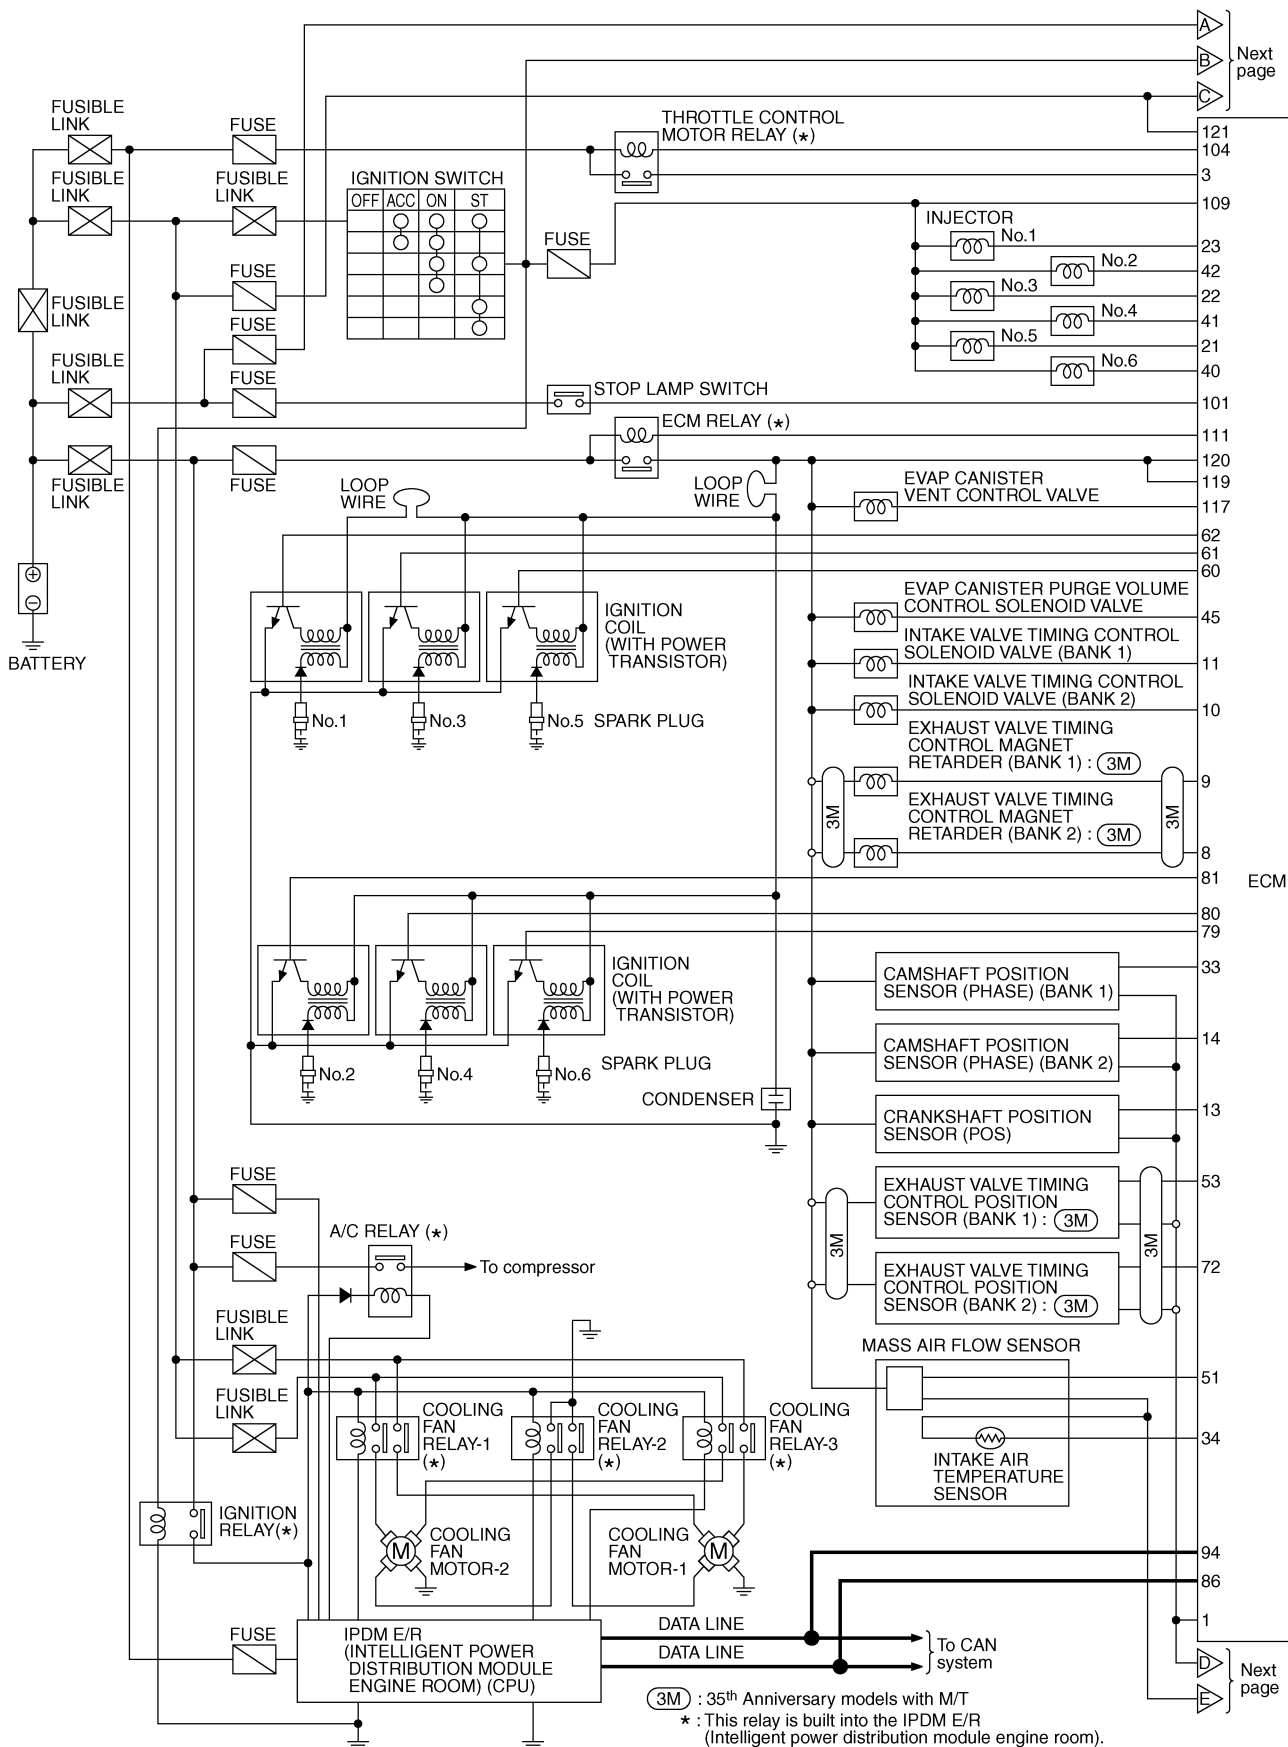 A
B
C
Next
page
FUSIBLE
LINK
FUSE
THROTTLE CONTROL
MOTOR RELAY (*)
121
104
3
FUSIBLE
LINK
FUSIBLE
LINK
IGNITION SWITCH
OFF ACC ON ST
109
INJECTOR
No.1
23
No.2
42
No.3
22
No.4
41
No.5
21
No.6
40
FUSE
FUSE
FUSIBLE
LINK
FUSE
FUSIBLE
LINK
FUSE
STOP LAMP SWITCH
101
ECM RELAY (*)
111
120
119
FUSIBLE
LINK
FUSE
LOOP
WIRE
LOOP
WIRE
EVAP CANISTER
VENT CONTROL VALVE
117
62
61
60
BATTERY
IGNITION
COIL
(WITH POWER
TRANSISTOR)
EVAP CANISTER PURGE VOLUME
CONTROL SOLENOID VALVE
45
INTAKE VALVE TIMING CONTROL
SOLENOID VALVE (BANK 1)
11
INTAKE VALVE TIMING CONTROL
SOLENOID VALVE (BANK 2)
10
No.1
No.3
No.5 SPARK PLUG
EXHAUST VALVE TIMING
CONTROL MAGNET
RETARDER (BANK 1) : 3M
9
3M
3M
EXHAUST VALVE TIMING
CONTROL MAGNET
RETARDER (BANK 2) : 3M
8
81
ECM
80
79
IGNITION
COIL
(WITH POWER
TRANSISTOR)
CAMSHAFT POSITION
SENSOR (PHASE) (BANK 1)
33
CAMSHAFT POSITION
SENSOR (PHASE) (BANK 2)
14
No.2
No.4
No.6
SPARK PLUG
CONDENSER
CRANKSHAFT POSITION
SENSOR (POS)
13
FUSE
EXHAUST VALVE TIMING
CONTROL POSITION
SENSOR (BANK 1) : 3M
53
3M
3M
FUSE
A/C RELAY (*)
To compressor
EXHAUST VALVE TIMING
CONTROL POSITION
SENSOR (BANK 2) : 3M
72
FUSIBLE
LINK
MASS AIR FLOW SENSOR
51
FUSIBLE
LINK
COOLING
FAN
RELAY-1
(*)
COOLING
FAN
RELAY-2
(*)
COOLING
FAN
RELAY-3
(*)
34
INTAKE AIR
TEMPERATURE
SENSOR
IGNITION
RELAY(*)
M
COOLING
FAN
MOTOR-2
COOLING
FAN
MOTOR-1
M
94
86
1
FUSE
IPDM E/R
(INTELLIGENT POWER
DISTRIBUTION MODULE
ENGINE ROOM) (CPU)
DATA LINE
DATA LINE
To CAN
system
D
E
Next
page
3M : 35th Anniversary models with M/T
* : This relay is built into the IPDM E/R
(Intelligent power distribution module engine room).